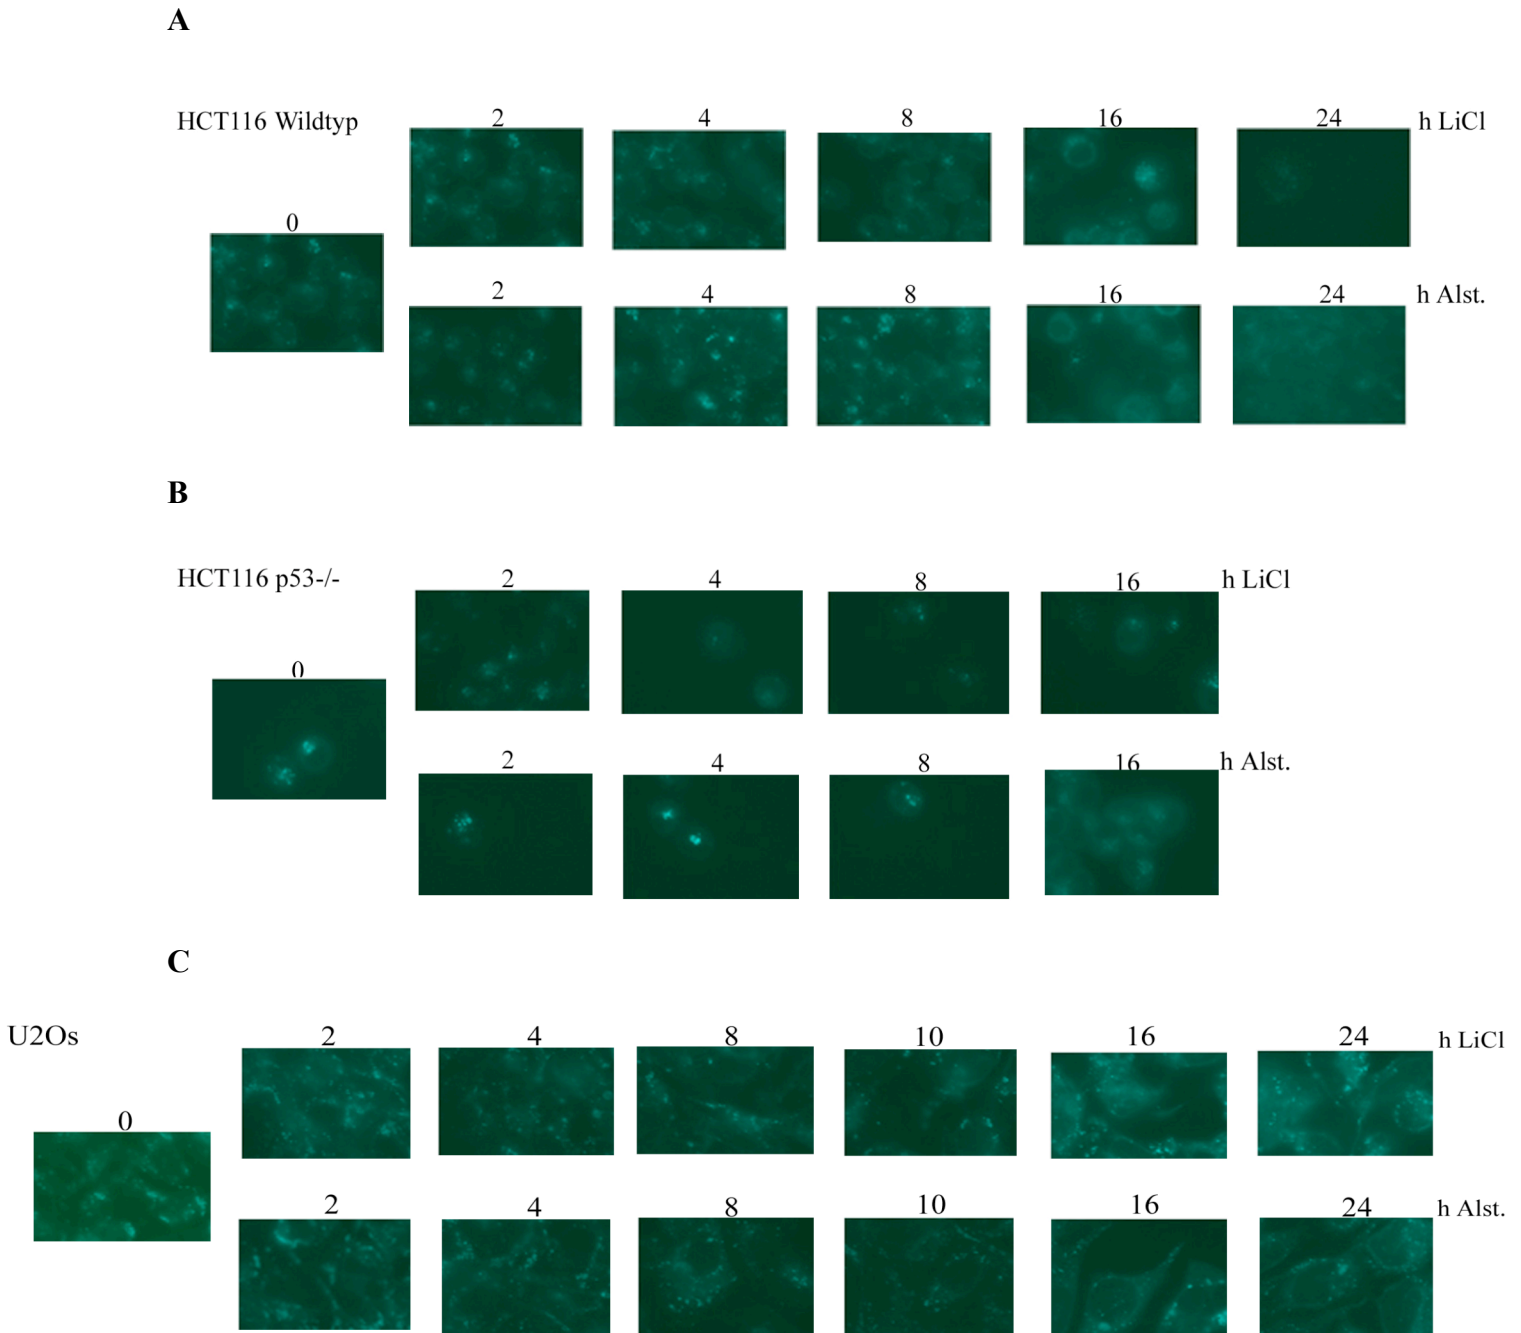 A
HCT116 Wildtyp
2 4 8 16 24 h LiCl
0
2 4 8 16 24 h Alst.
B
HCT116 p53-/-
2 4 8 16 h LiCl
0
2 4 8 16 h Alst.
C
U2Os
2 4 8 10 16 24 h LiCl
0
2 4 8 10 16 24 h Alst.